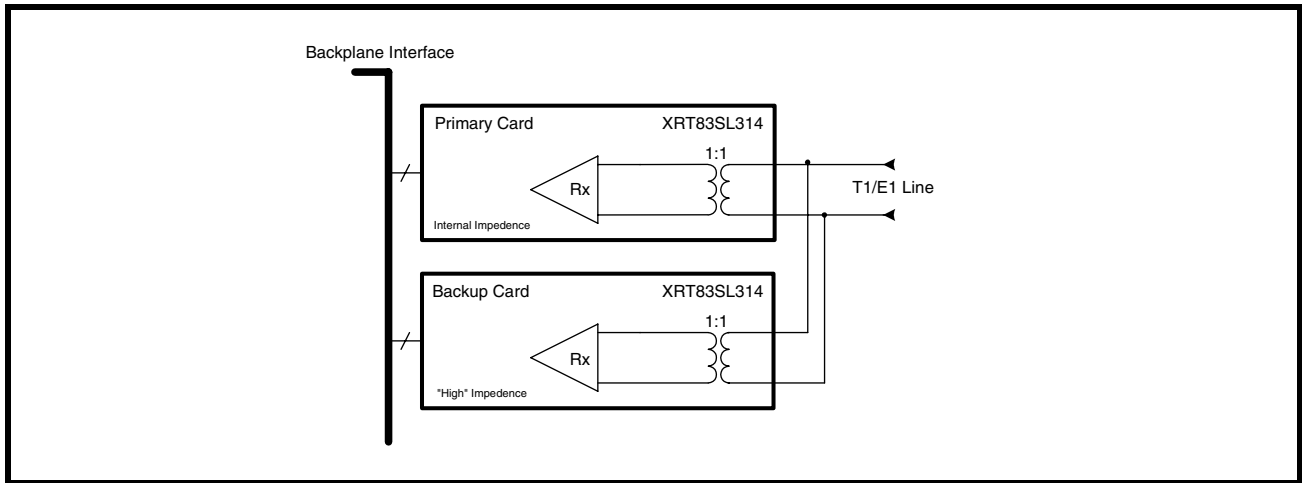 Backplane Interface
Primary Card XRT83SL314
1:1
Rx
T1/E1 Line
Internal Impedence
Backup Card XRT83SL314
1:1
Rx
"High" Impedence